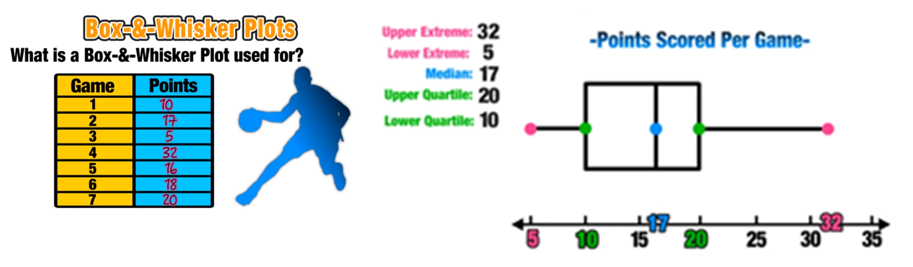 Box-&-Whisker Plots
What is a Box-&-Whisker Plot used for?
Game Points
1 10
2 17
3 5
4 32
5 16
6 18
7 20
Upper Extreme: 32
Lower Extreme: 5
Median: 17
Upper Quartile: 20
Lower Quartile: 10
-Points Scored Per Game-
5 10 15 17 20 25 30 32 35